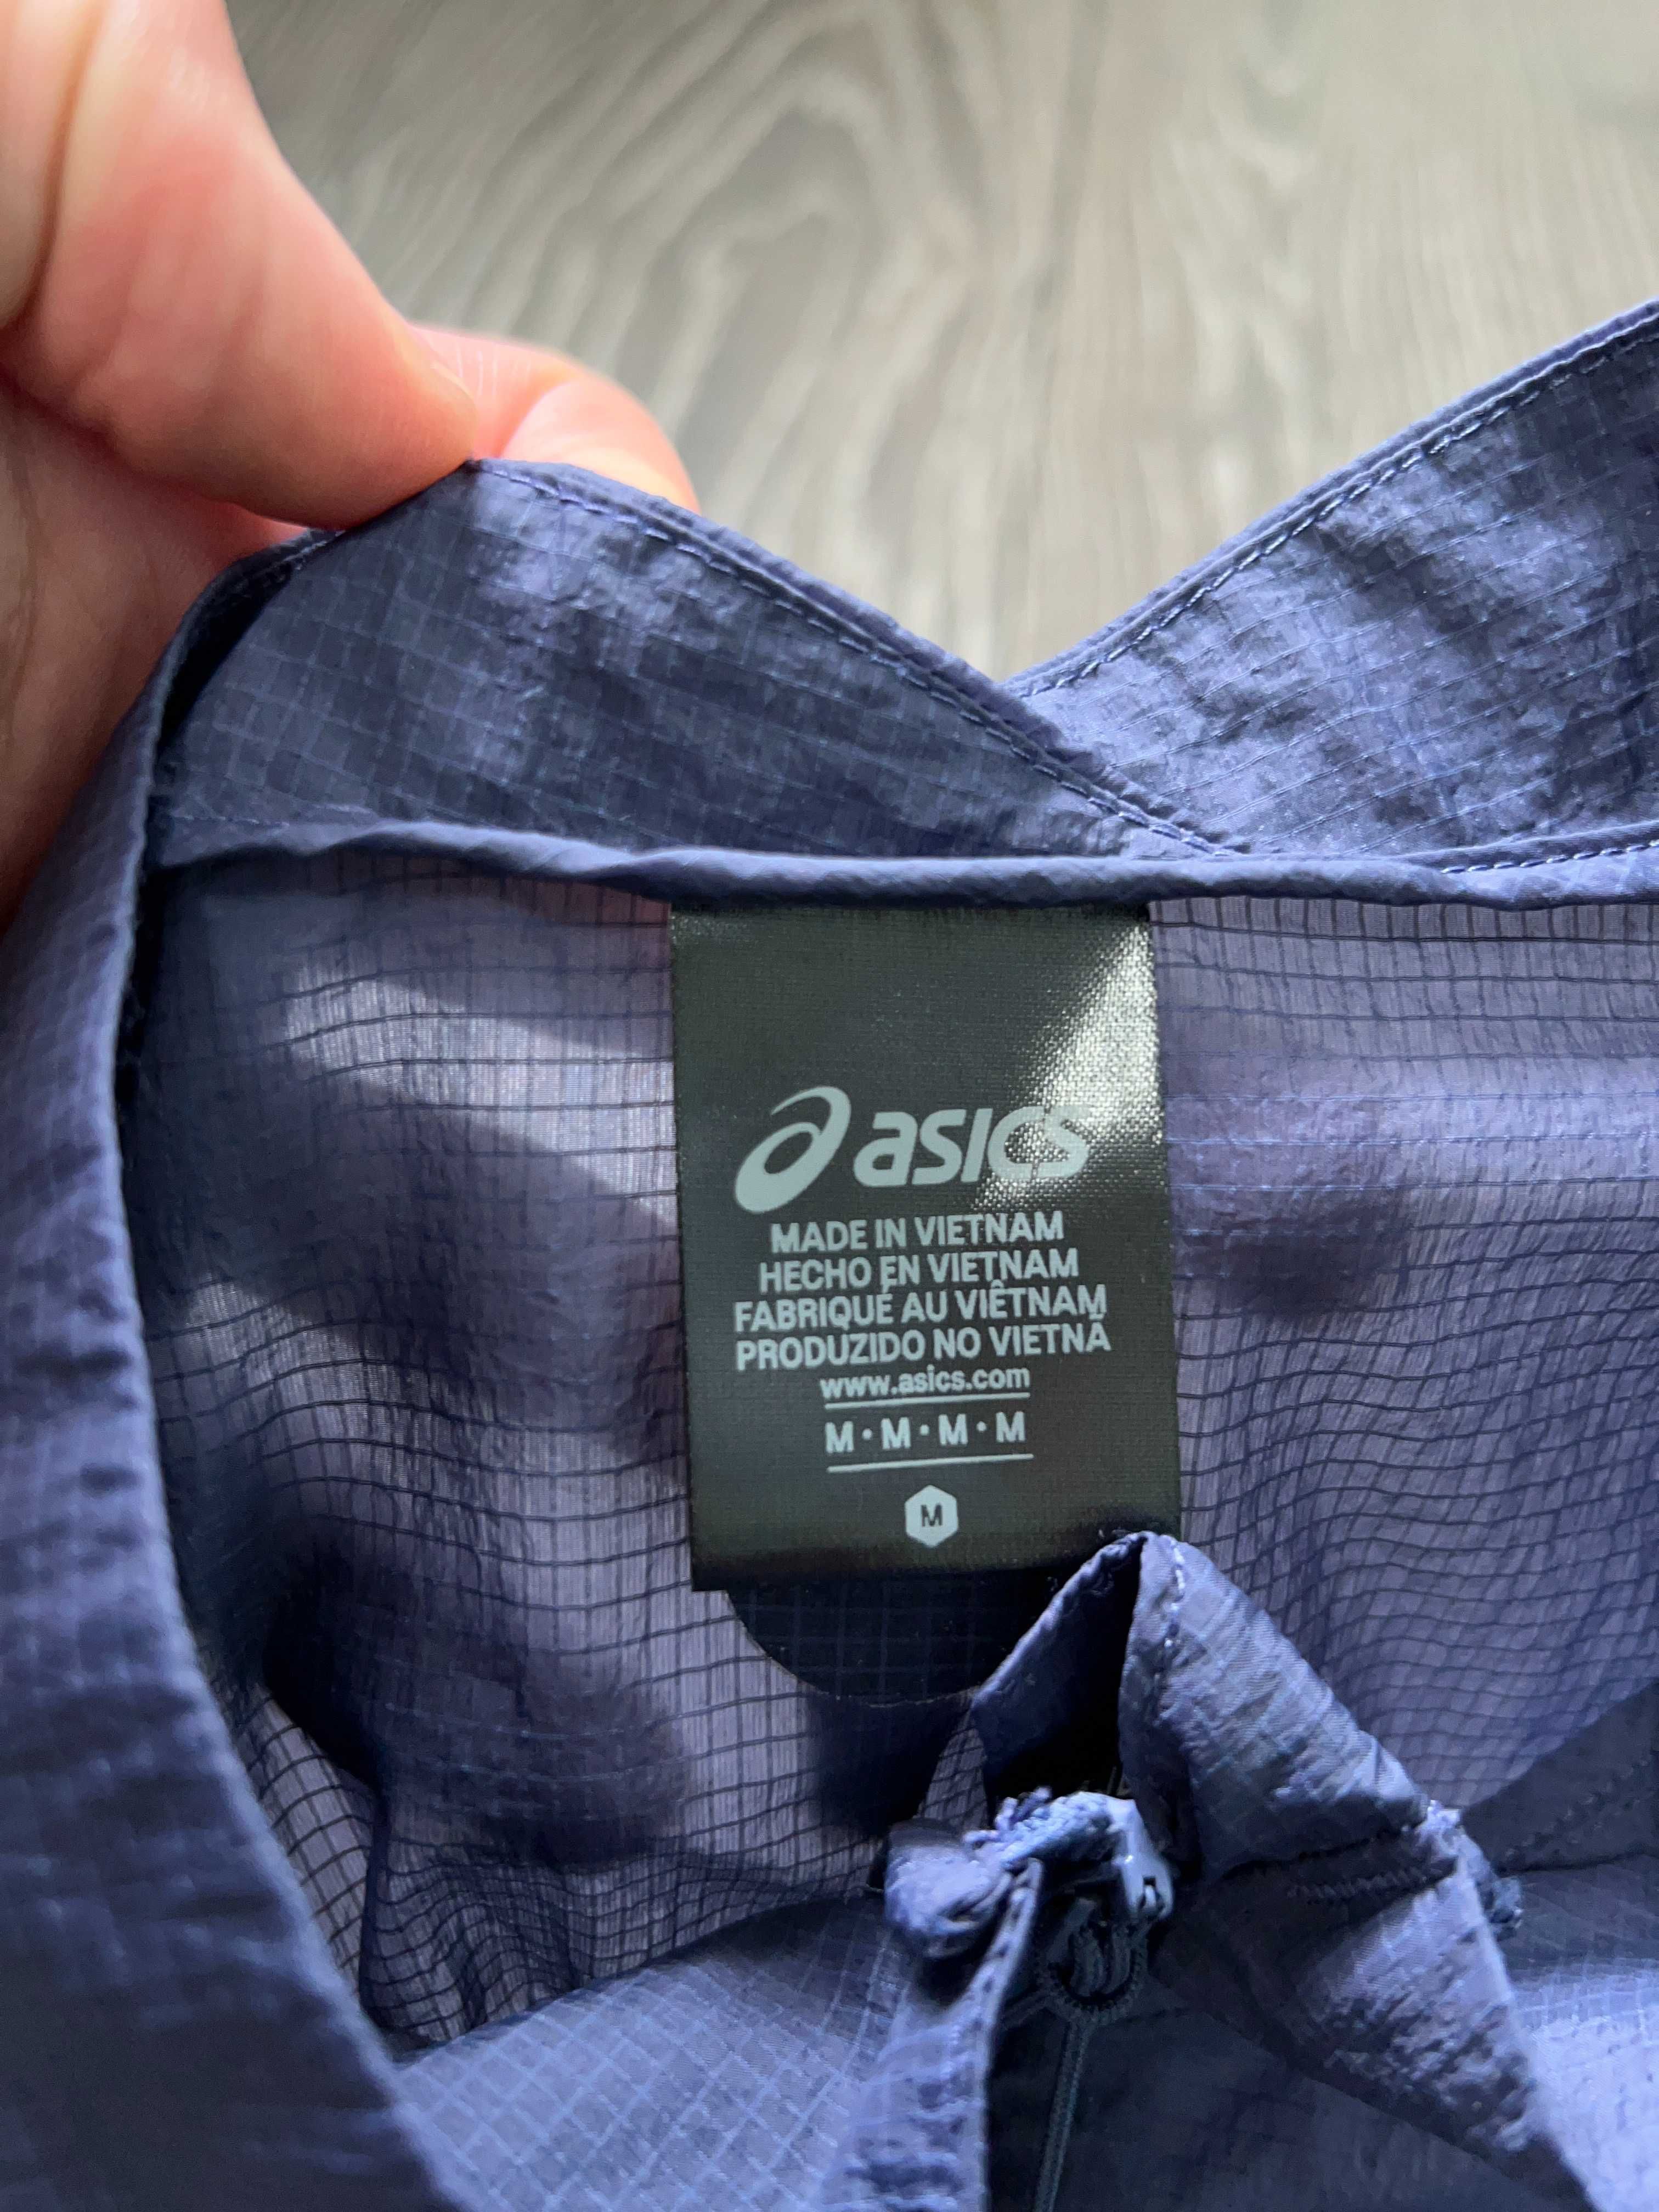 asics
MADE IN VIETNAM
HECHO EN VIETNAM
FABRIQUÉ AU VIÊTNAM
PRODUZIDO NO VIETNÃ
www.asics.com
M・M・M・M
M